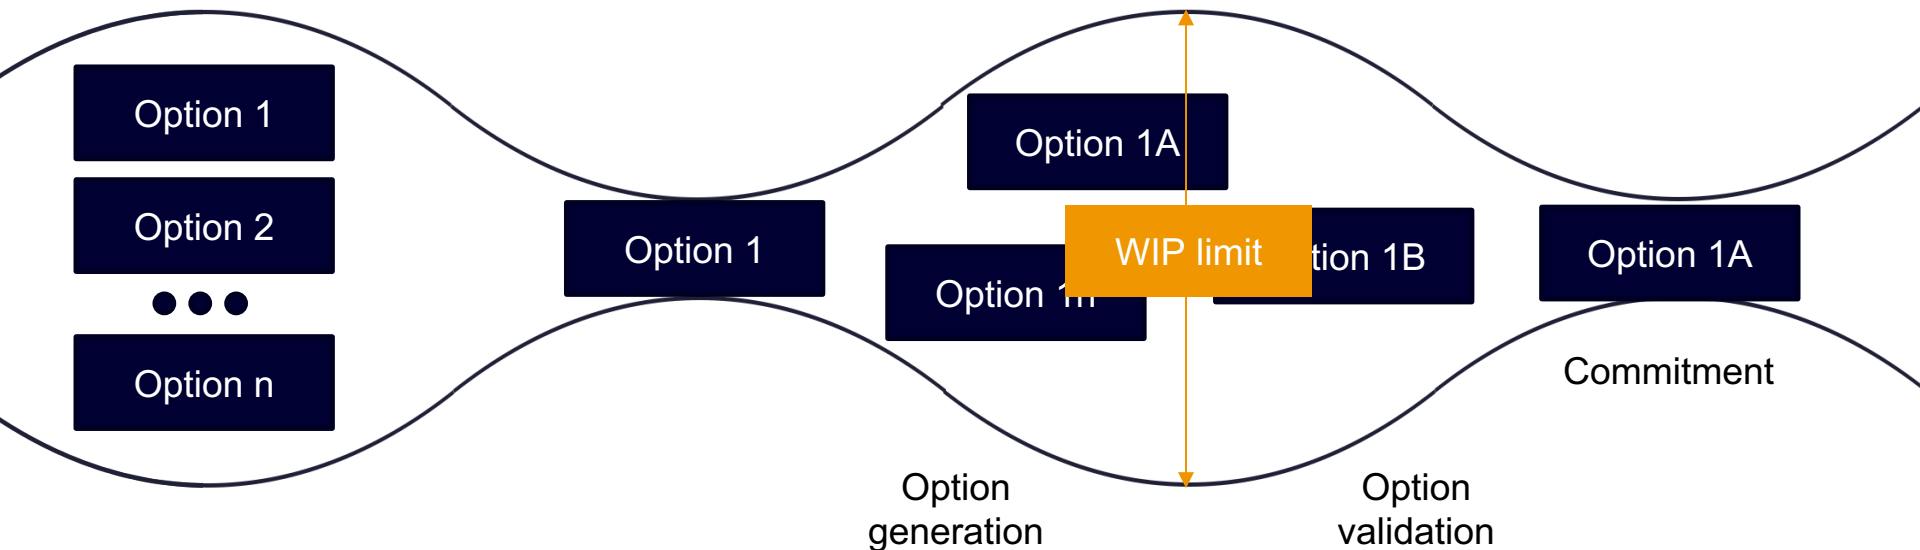 Option 1
Option 2
Option n
Option 1
Option 1A
Option
WIP limit
tion 1B
Option 1A
Commitment
Option
generation
Option
validation